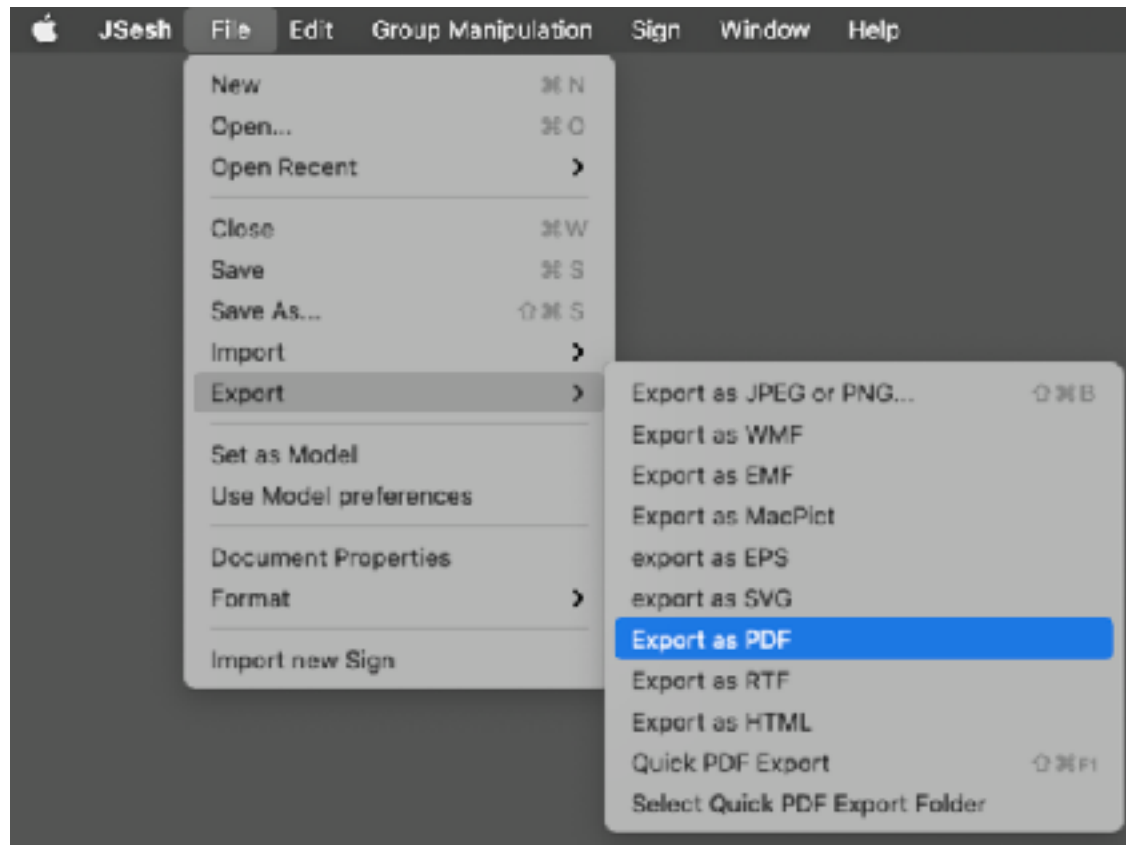 JSesh File Edit Group Manipulation Sign Window Help
New ⌘ N
Open... ⌘ O
Open Recent
Close ⌘ W
Save ⌘ S
Save As... ⇧ ⌘ S
Import
Export
Set as Model
Use Model preferences
Document Properties
Format
Import new Sign
Export as JPEG or PNG... ⇧ ⌘ B
Export as WMF
Export as EMF
Export as MacPict
export as EPS
export as SVG
Export as PDF
Export as RTF
Export as HTML
Quick PDF Export ⇧ ⌘ F1
Select Quick PDF Export Folder